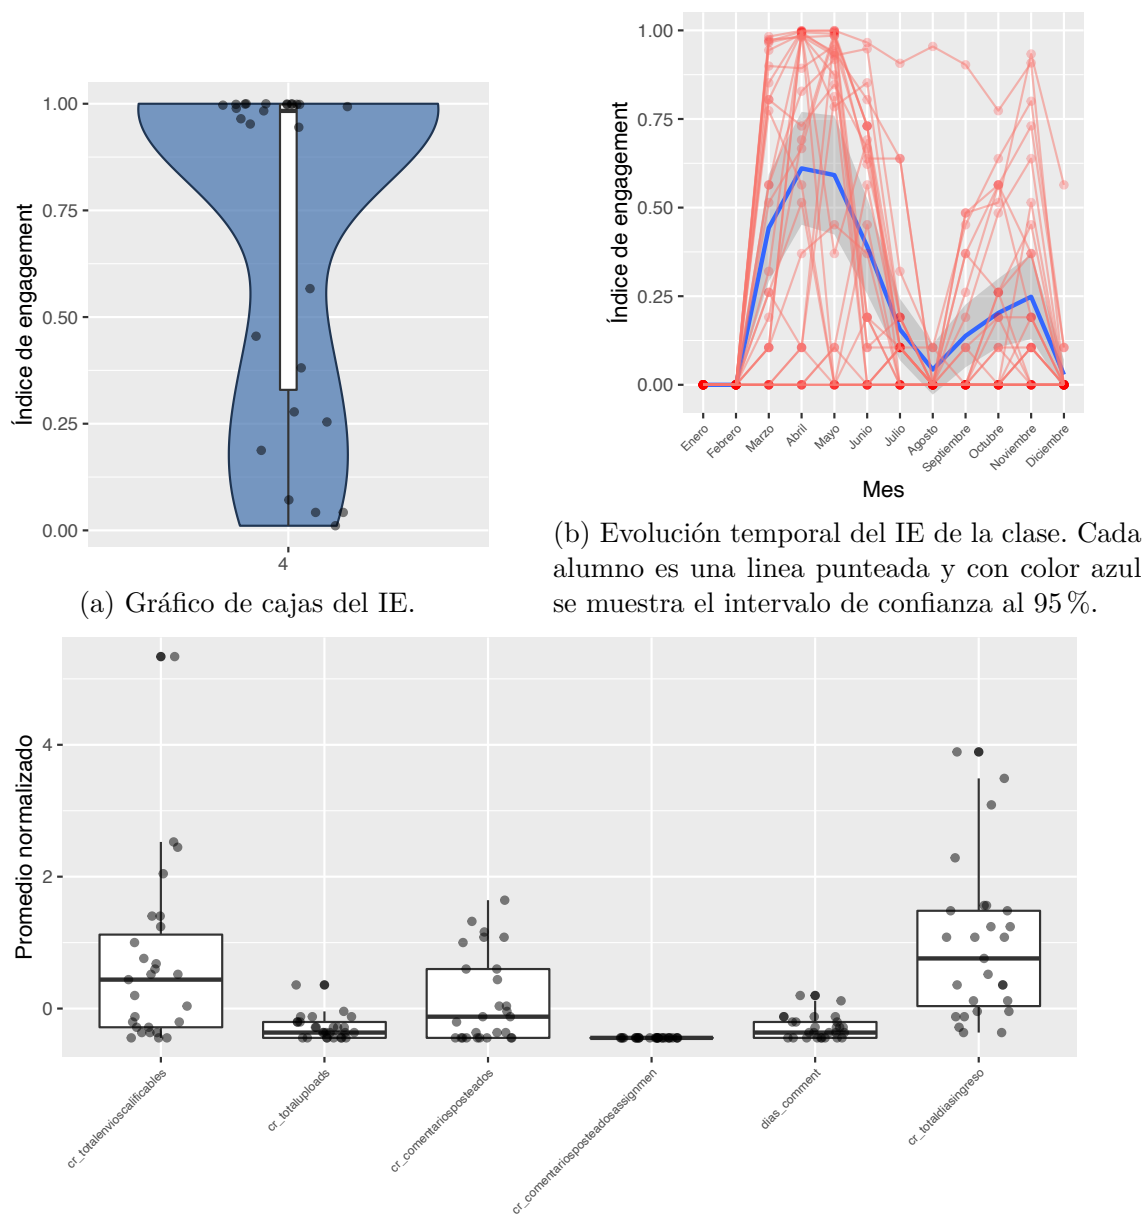 1.00
0.75
0.50
0.25
0.00
Índice de engagement
4
(a) Gráfico de cajas del IE.
1.00
0.75
0.50
0.25
0.00
Índice de engagement
Enero
Febrero
Marzo
Abril
Mayo
Junio
Julio
Agosto
Septiembre
Octubre
Noviembre
Diciembre
Mes
(b) Evolución temporal del IE de la clase. Cada
alumno es una linea punteada y con color azul
se muestra el intervalo de confianza al 95 %.
4
2
0
Promedio normalizado
cr_totalenvioscalificables
cr_totaluploads
cr_comentariosposteados
cr_comentariosposteadosassignmen
dias_comment
cr_totaldiasingreso